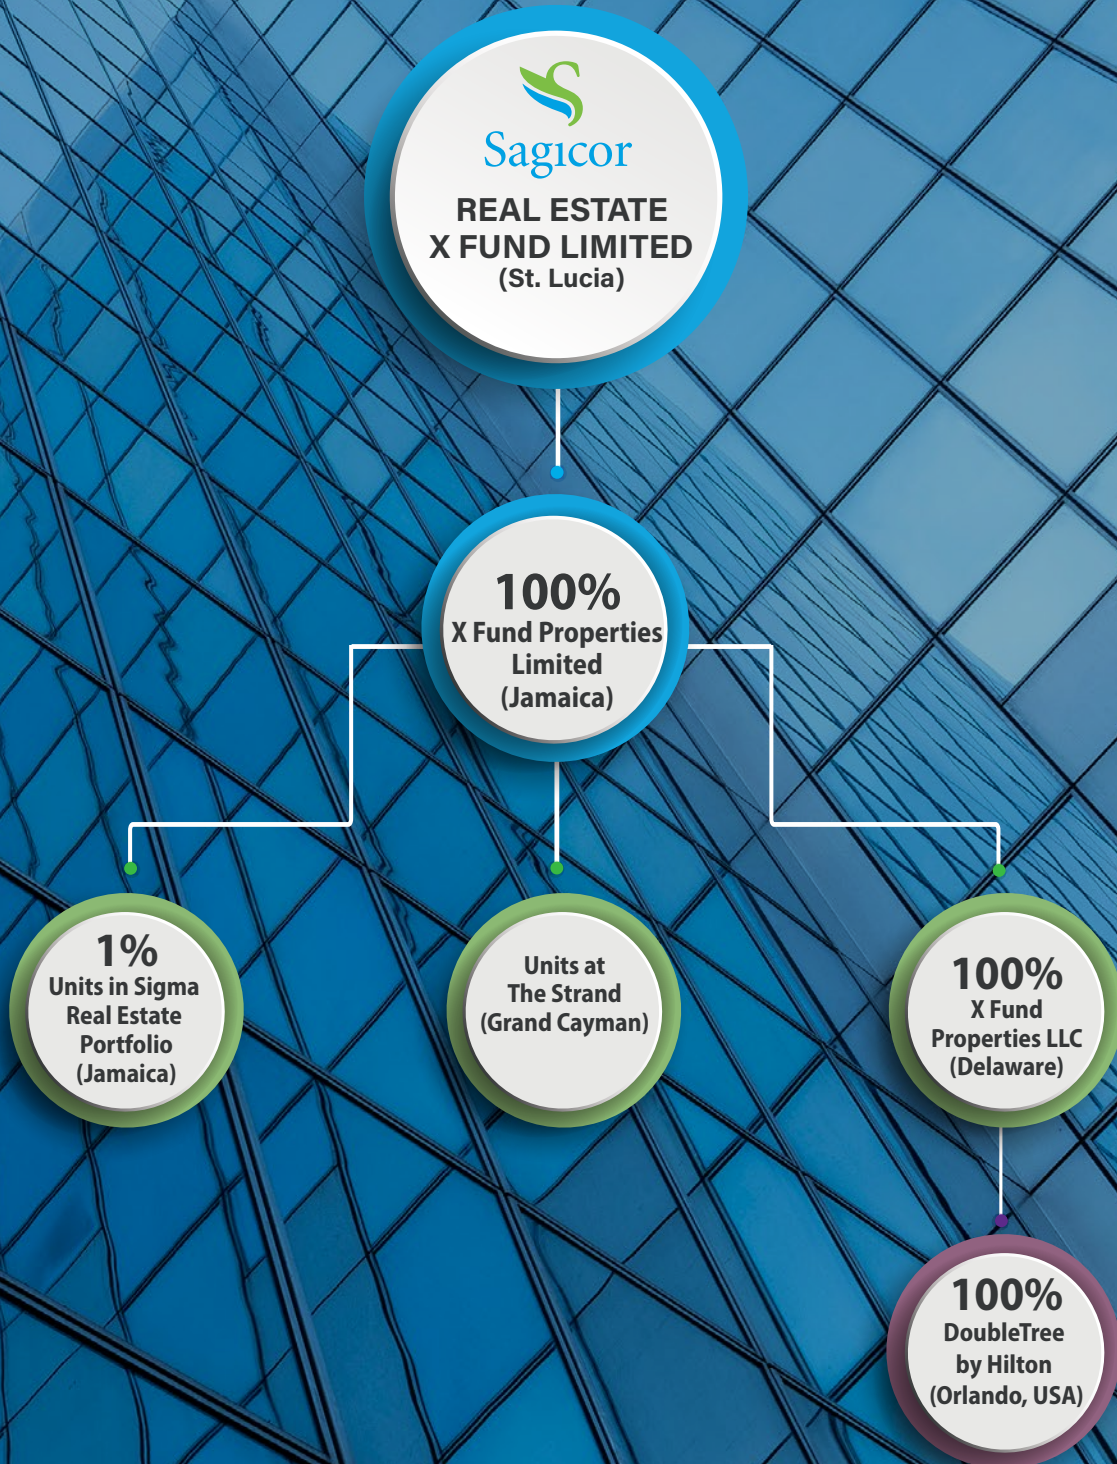 Sagicor
REAL ESTATE
X FUND LIMITED
(St. Lucia)
100%
X Fund Properties
Limited
(Jamaica)
1%
Units in Sigma
Real Estate
Portfolio
(Jamaica)
Units at
The Strand
(Grand Cayman)
100%
X Fund
Properties LLC
(Delaware)
100%
DoubleTree
by Hilton
(Orlando, USA)